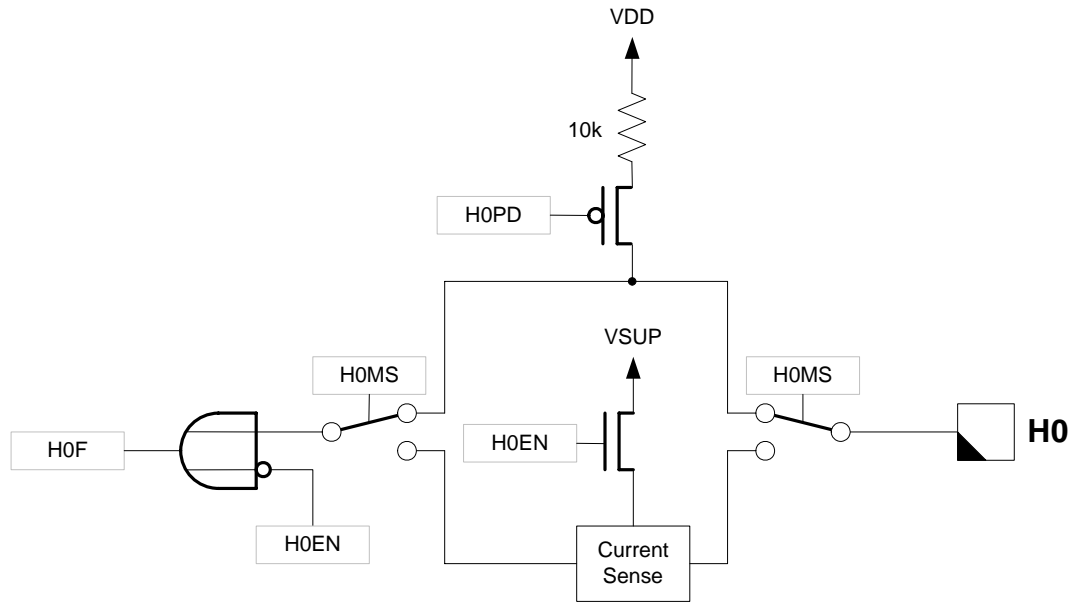 VDD
10k
H0PD
VSUP
H0MS
H0MS
H0F
H0EN
H0
H0EN
Current
Sense